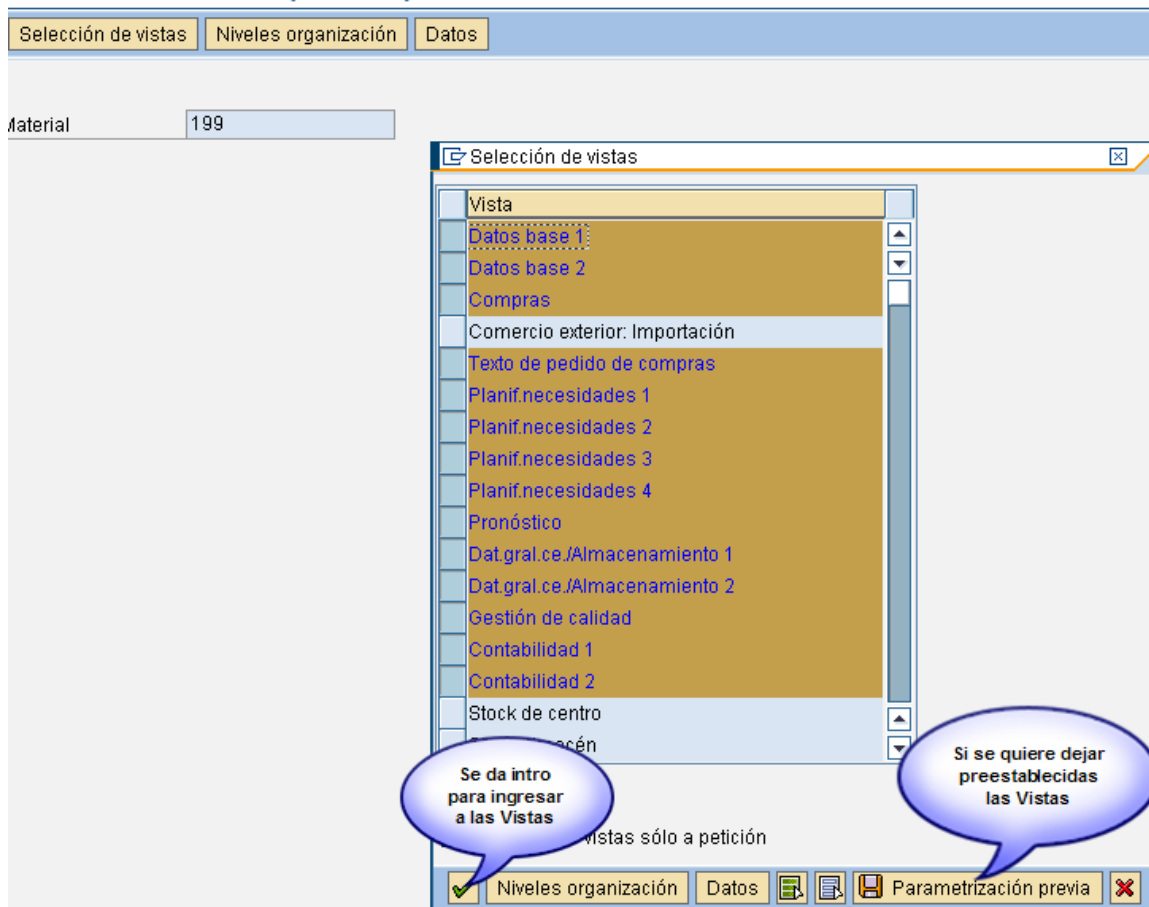 Selección de vistas Niveles organización Datos
Material 199
Selección de vistas
Vista
Datos base 1
Datos base 2
Compras
Comercio exterior: Importación
Texto de pedido de compras
Planif.necesidades 1
Planif.necesidades 2
Planif.necesidades 3
Planif.necesidades 4
Pronóstico
Dat.gral.ce./Almacenamiento 1
Dat.gral.ce./Almacenamiento 2
Gestión de calidad
Contabilidad 1
Contabilidad 2
Stock de centro
Se da intro
para ingresar
a las Vistas
Si se quiere dejar
preestablecidas
las Vistas
vistas sólo a petición
Niveles organización Datos Parametrización previa